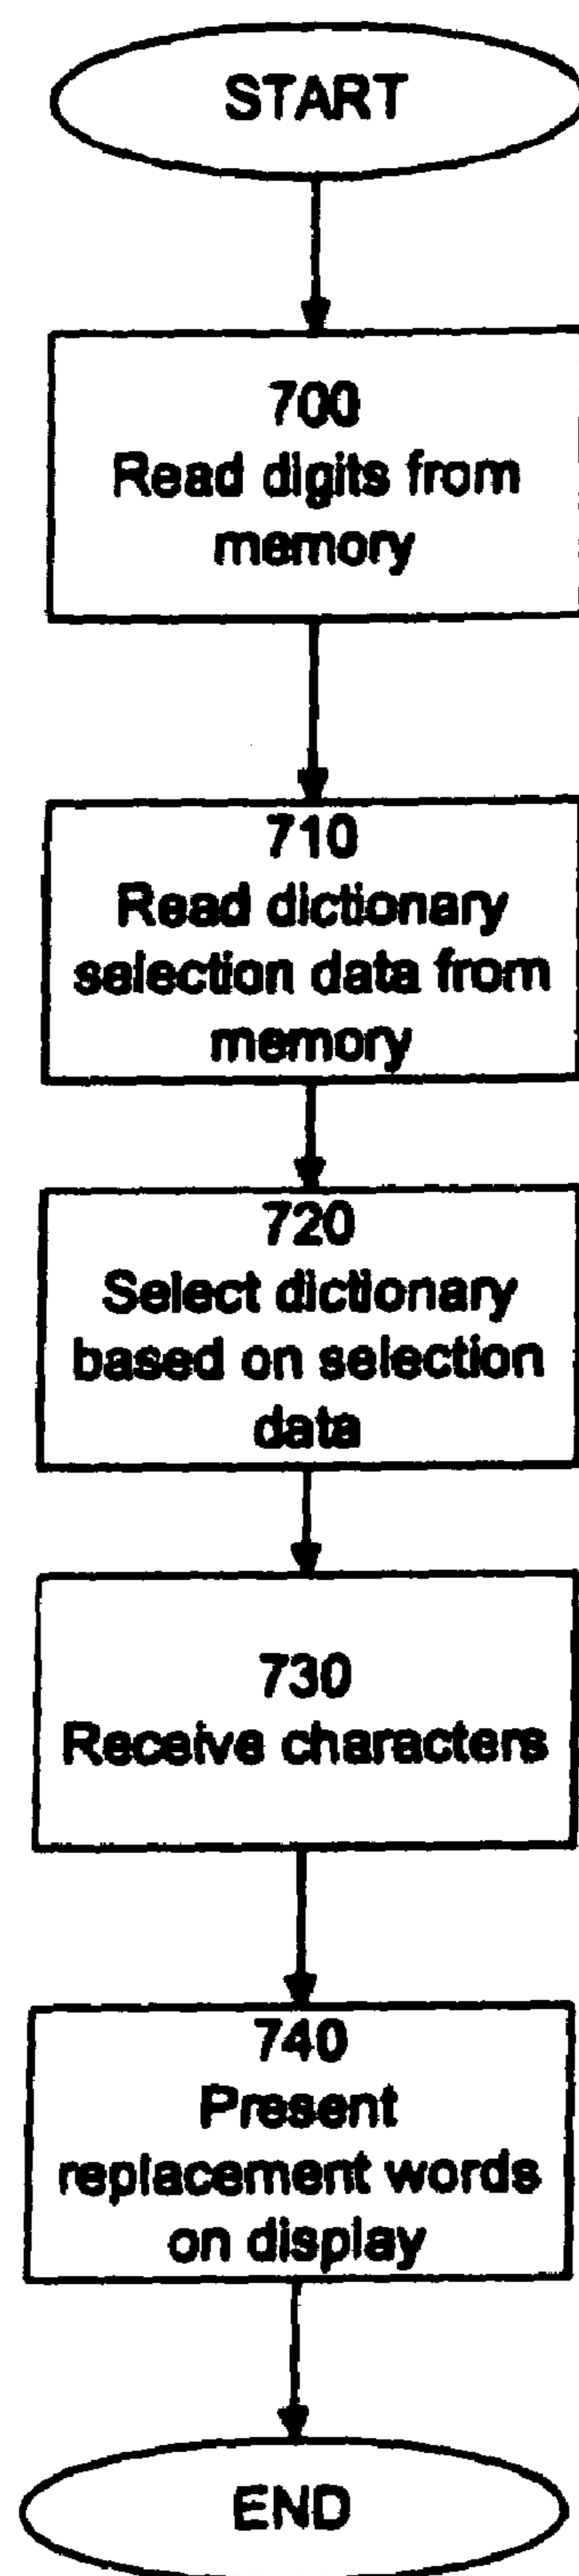 START
700
Read digits from
memory
710
Read dictionary
selection data from
memory
720
Select dictionary
based on selection
data
730
Receive characters
740
Present
replacement words
on display
END